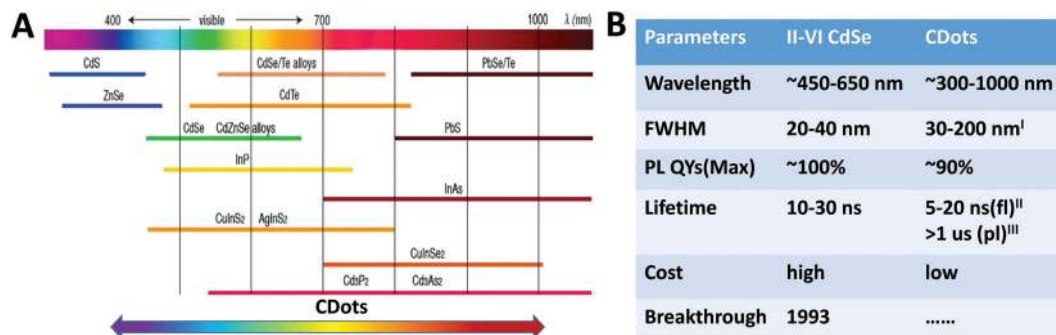 A
400 visible 700 1000 λ (nm)
CdS CdSe/Te alloys PbSe/Te
ZnSe CdTe
CdSe CdZnSe alloys PbS
InP
InAs
CuInS₂ AgInS₂
CuInSe₂
Cd₃P₂ Cd₃As₂
CDots
B
Parameters II-VI CdSe CDots
Wavelength ~450-650 nm ~300-1000 nm
FWHM 20-40 nm 30-200 nmᴵ
PL QYs(Max) ~100% ~90%
Lifetime 10-30 ns 5-20 ns(fl)ᴵᴵ
>1 us (pl)ᴵᴵᴵ
Cost high low
Breakthrough 1993 ......